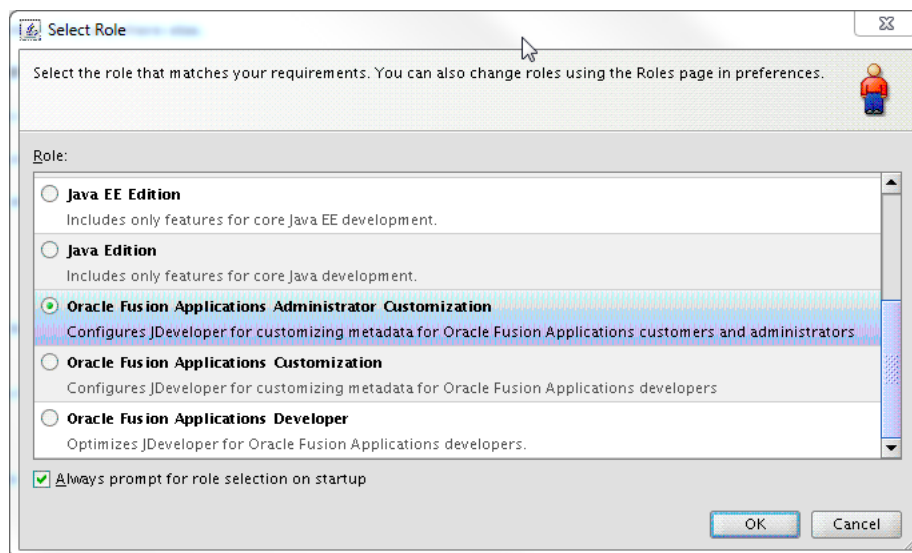 Select Role
Select the role that matches your requirements. You can also change roles using the Roles page in preferences.
Role:
Java EE Edition
Includes only features for core Java EE development.
Java Edition
Includes only features for core Java development.
Oracle Fusion Applications Administrator Customization
Configures JDeveloper for customizing metadata for Oracle Fusion Applications customers and administrators
Oracle Fusion Applications Customization
Configures JDeveloper for customizing metadata for Oracle Fusion Applications developers
Oracle Fusion Applications Developer
Optimizes JDeveloper for Oracle Fusion Applications developers.
Always prompt for role selection on startup
OK Cancel